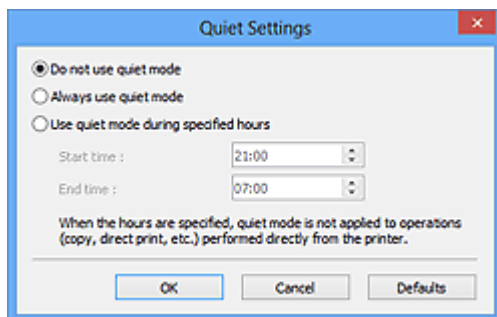 Quiet Settings
Do not use quiet mode
Always use quiet mode
Use quiet mode during specified hours
Start time : 21:00
End time : 07:00
When the hours are specified, quiet mode is not applied to operations
(copy, direct print, etc.) performed directly from the printer.
OK Cancel Defaults